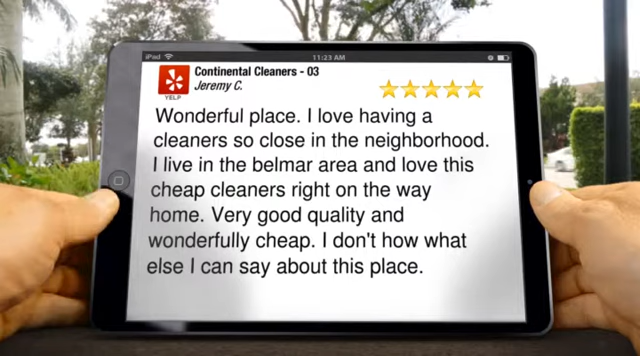 iPad 11:23 AM
Continental Cleaners - 03
Jeremy C.
YELP
Wonderful place. I love having a
cleaners so close in the neighborhood.
I live in the belmar area and love this
cheap cleaners right on the way
home. Very good quality and
wonderfully cheap. I don't how what
else I can say about this place.